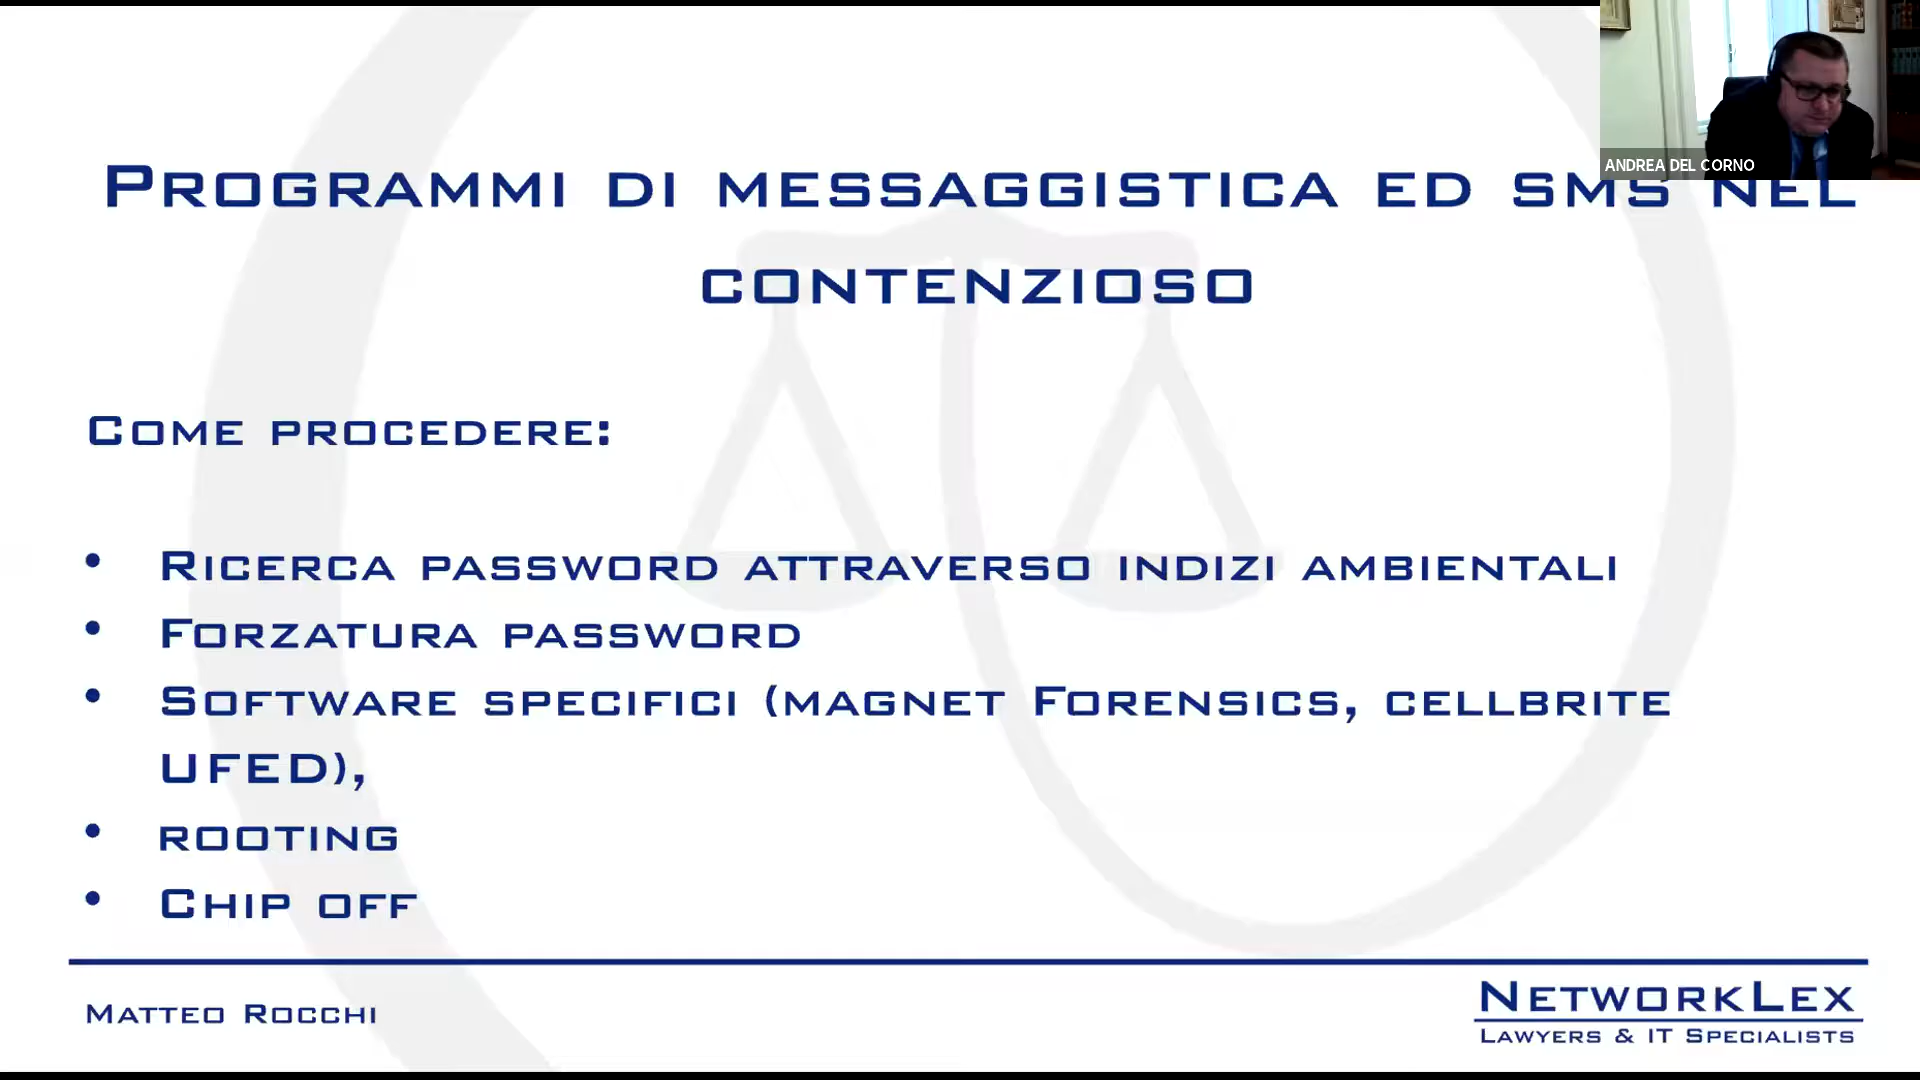 ANDREA DEL CORNO
PROGRAMMI DI MESSAGGISTICA ED SMS NEL
CONTENZIOSO
COME PROCEDERE:
• RICERCA PASSWORD ATTRAVERSO INDIZI AMBIENTALI
• FORZATURA PASSWORD
• SOFTWARE SPECIFICI (MAGNET FORENSICS, CELLBRITE
UFED),
• ROOTING
• CHIP OFF
MATTEO ROCCHI
NETWORKLEX
LAWYERS & IT SPECIALISTS